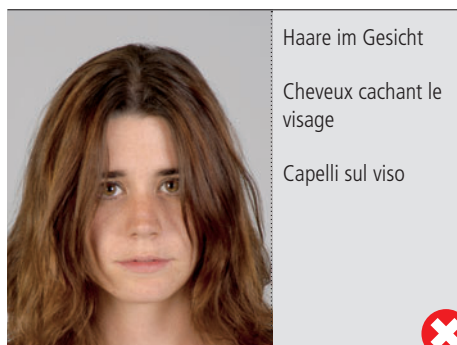 Haare im Gesicht
Cheveux cachant le
visage
Capelli sul viso